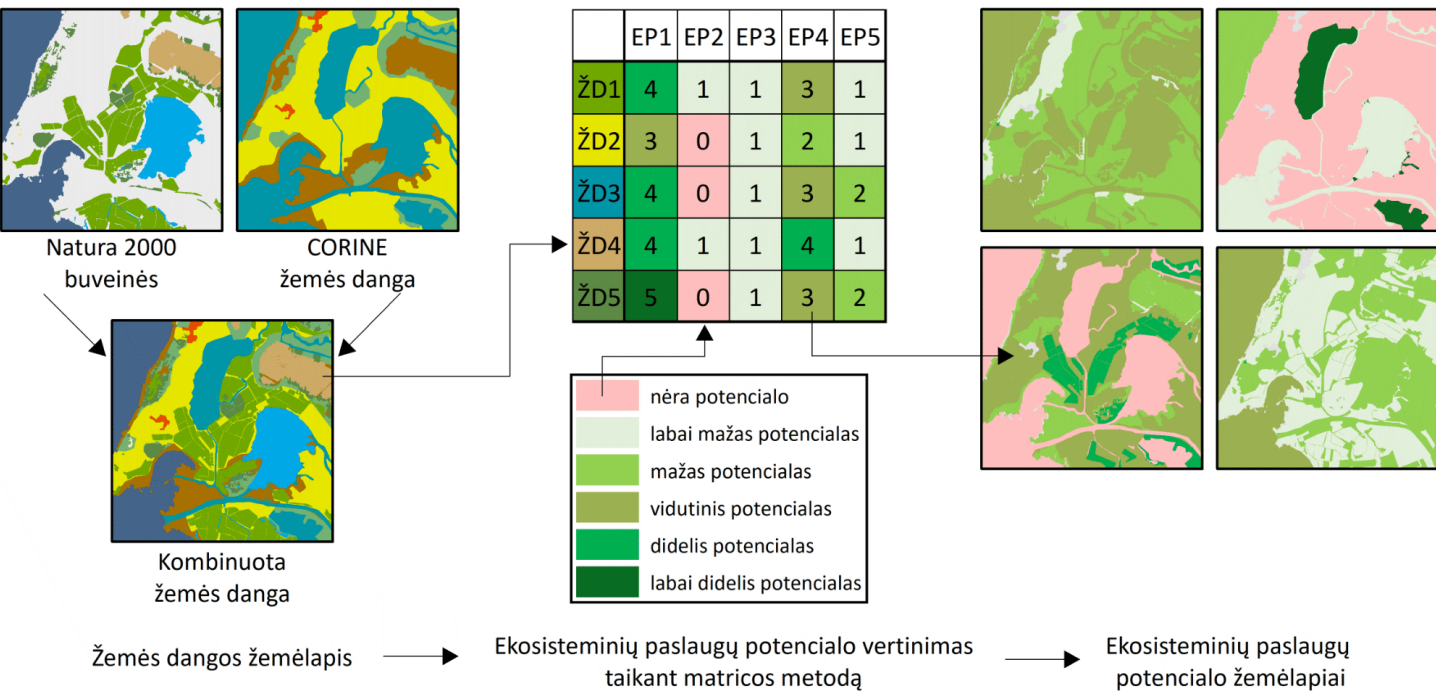 Natura 2000
buveinės
CORINE
žemės danga
Kombinuota
žemės danga
EP1 EP2 EP3 EP4 EP5
ŽD1 4 1 1 3 1
ŽD2 3 0 1 2 1
ŽD3 4 0 1 3 2
ŽD4 4 1 1 4 1
ŽD5 5 0 1 3 2
nėra potencialo
labai mažas potencialas
mažas potencialas
vidutinis potencialas
didelis potencialas
labai didelis potencialas
Žemės dangos žemėlapis
Ekosisteminių paslaugų potencialo vertinimas
taikant matricos metodą
Ekosisteminių paslaugų
potencialo žemėlapiai